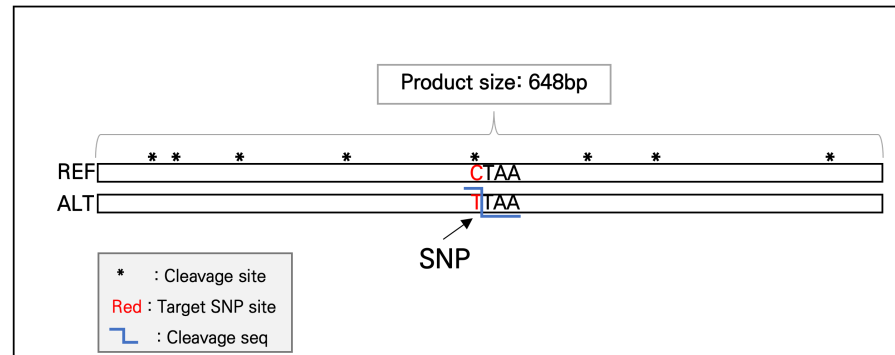 Product size: 648bp
* * * * * * * *
REF CTAA
ALT TTAA
SNP
* : Cleavage site
Red : Target SNP site
: Cleavage seq